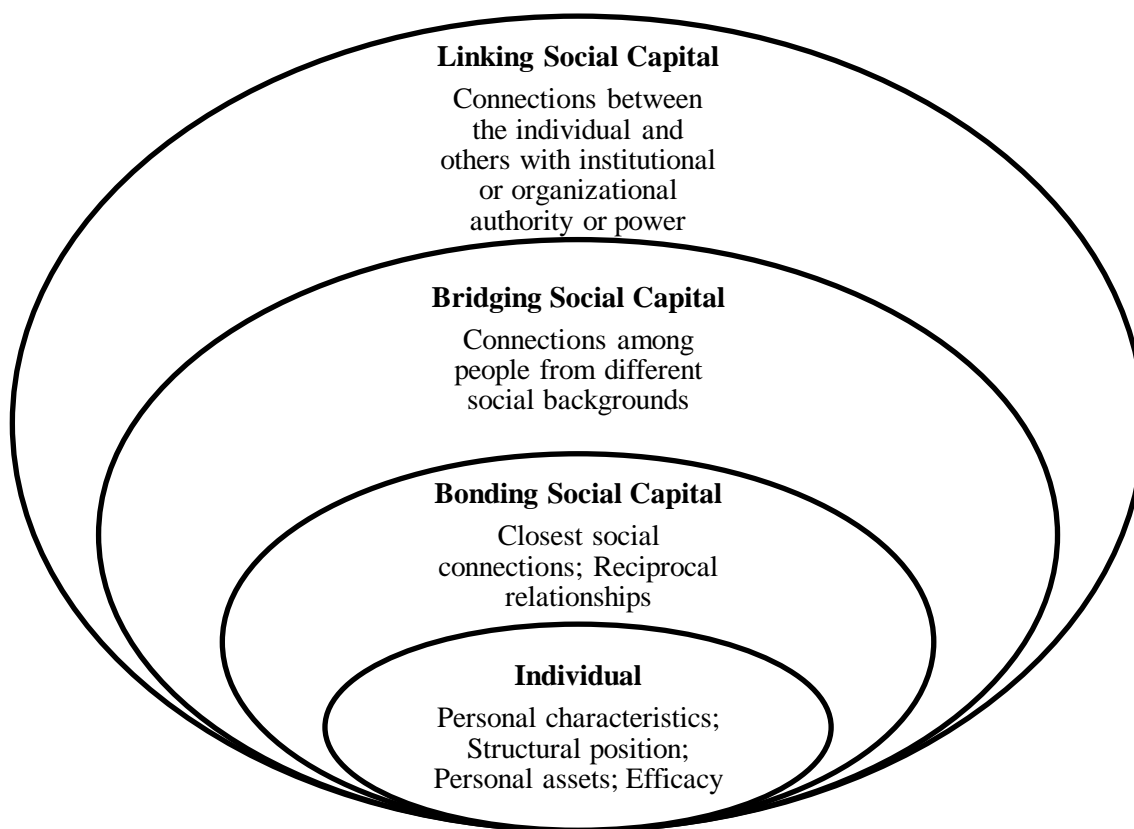 Linking Social Capital
Connections between
the individual and
others with institutional
or organizational
authority or power
Bridging Social Capital
Connections among
people from different
social backgrounds
Bonding Social Capital
Closest social
connections; Reciprocal
relationships
Individual
Personal characteristics;
Structural position;
Personal assets; Efficacy